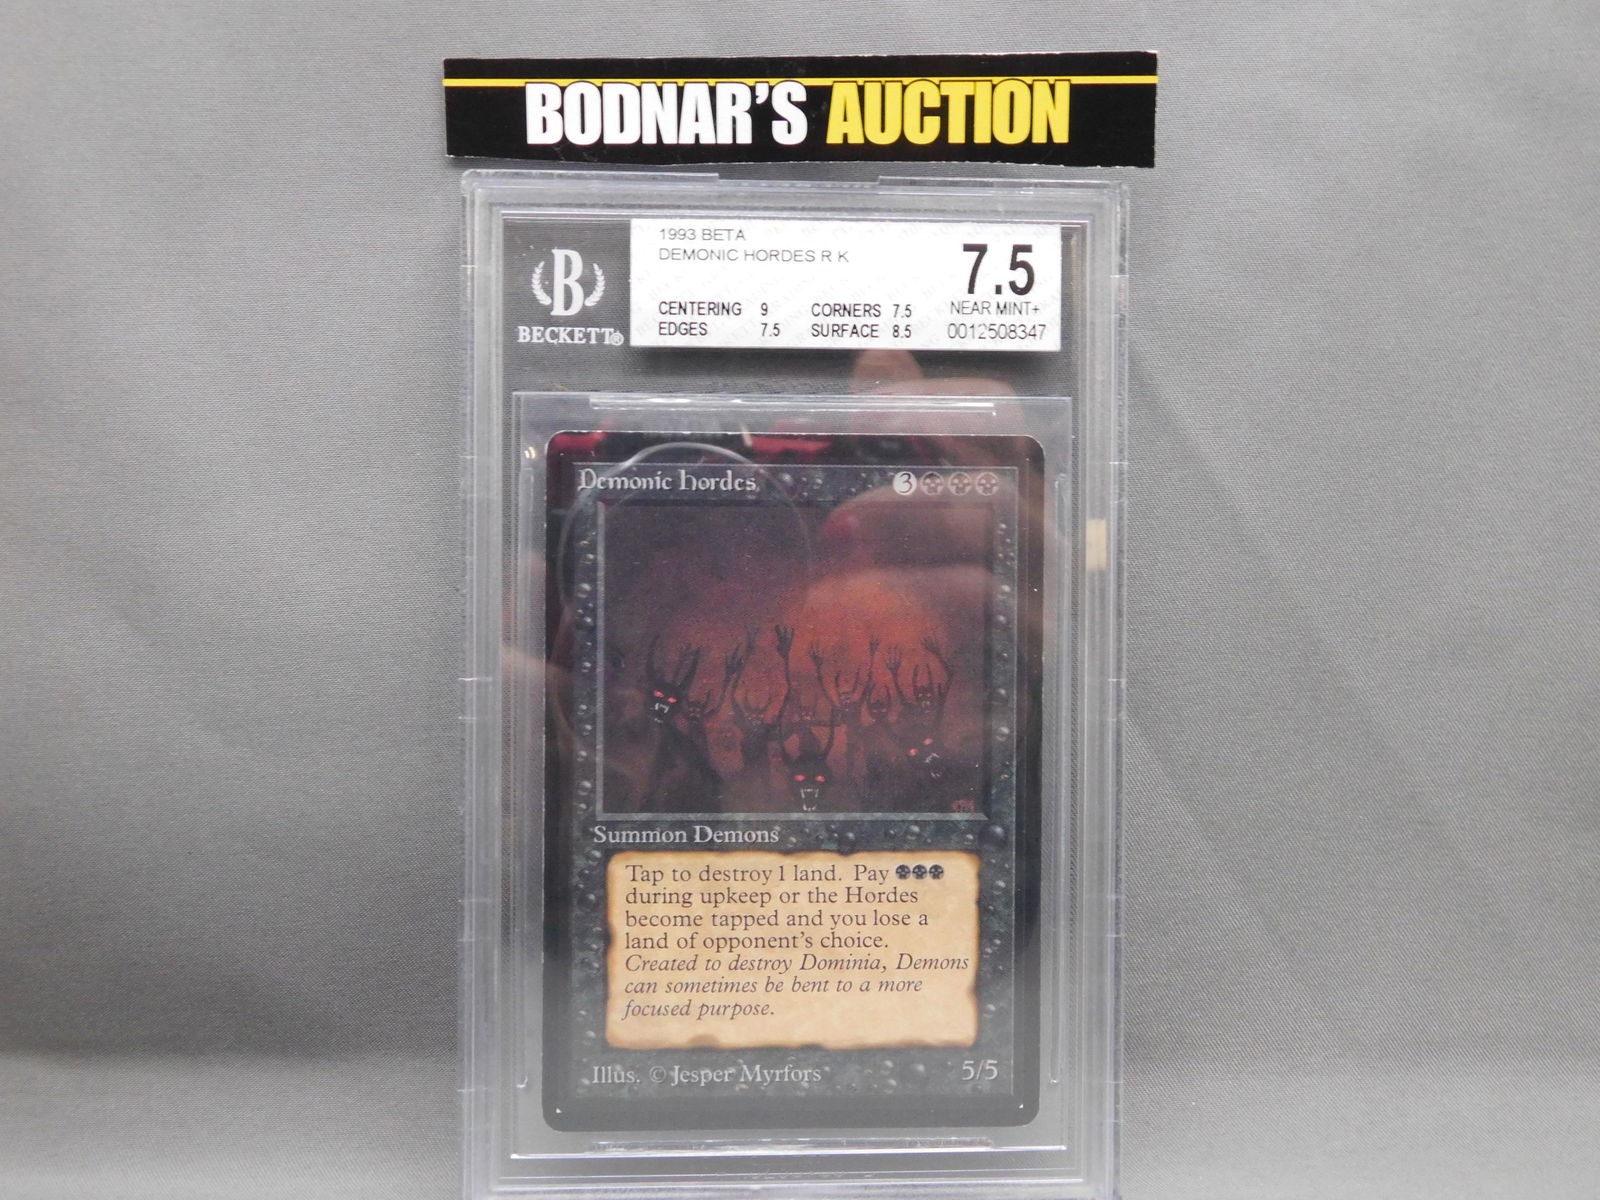 BODNAR'S AUCTION
1993 BETA
DEMONIC HORDES R K
7.5
NEAR MINT+
CENTERING 9 CORNERS 7.5
EDGES 7.5 SURFACE 8.5
0012508347
B
BECKETT®
Demonic Hordes 3
Summon Demons
Tap to destroy 1 land. Pay
during upkeep or the Hordes
become tapped and you lose a
land of opponent's choice.
Created to destroy Dominia, Demons
can sometimes be bent to a more
focused purpose.
Illus. © Jesper Myrfors 5/5